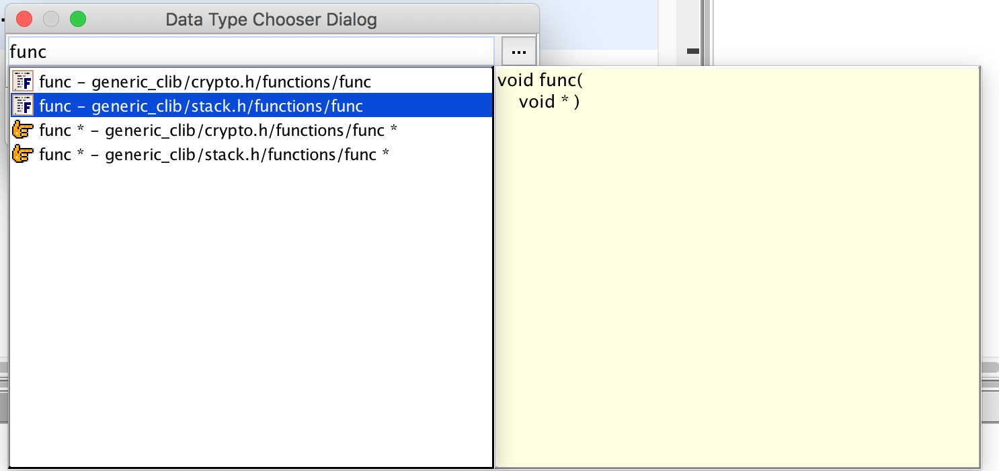 Data Type Chooser Dialog
func
...
func – generic_clib/crypto.h/functions/func
func – generic_clib/stack.h/functions/func
func * – generic_clib/crypto.h/functions/func *
func * – generic_clib/stack.h/functions/func *
void func(
void * )